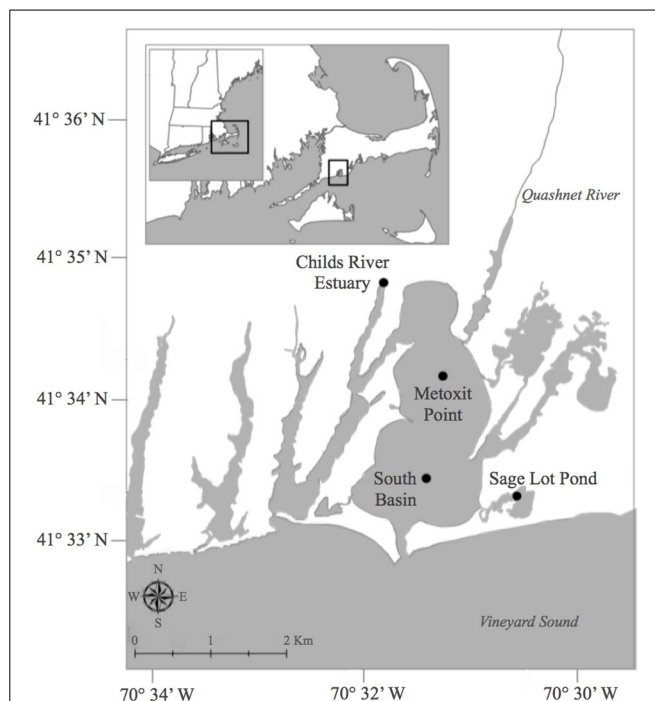 41° 36' N
Quashnet River
41° 35' N
Childs River
Estuary
41° 34' N
Metoxit
Point
South
Basin
Sage Lot Pond
41° 33' N
N
W
E
S
0
1
2 Km
Vineyard Sound
70° 34' W
70° 32' W
70° 30' W